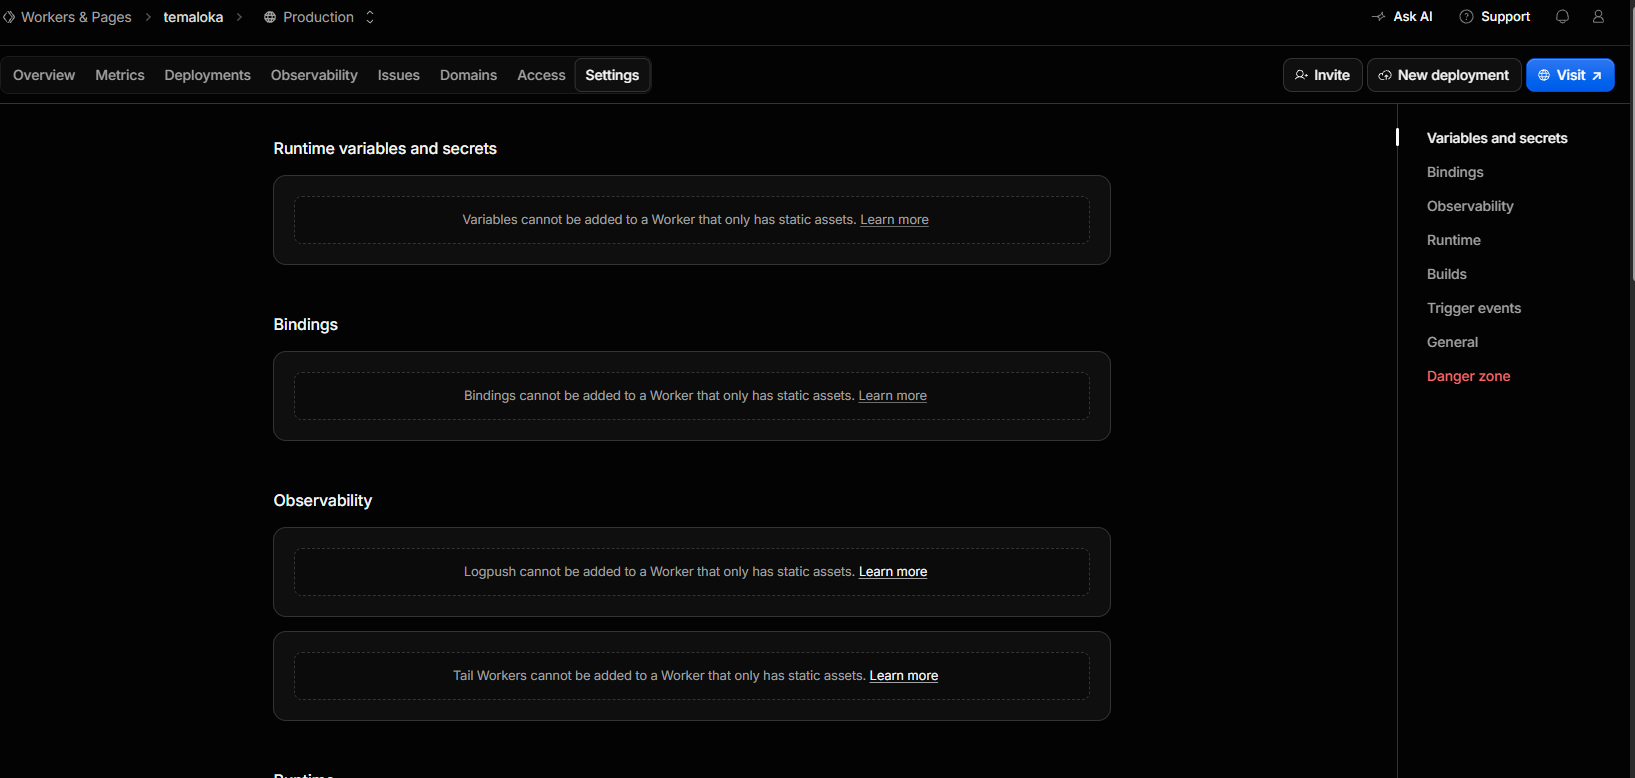 Workers & Pages > temaloka > Production
Ask AI Support
Overview Metrics Deployments Observability Issues Domains Access Settings
Invite New deployment Visit
Runtime variables and secrets
Variables cannot be added to a Worker that only has static assets. Learn more
Bindings
Bindings cannot be added to a Worker that only has static assets. Learn more
Observability
Logpush cannot be added to a Worker that only has static assets. Learn more
Tail Workers cannot be added to a Worker that only has static assets. Learn more
Runtime
Variables and secrets
Bindings
Observability
Runtime
Builds
Trigger events
General
Danger zone